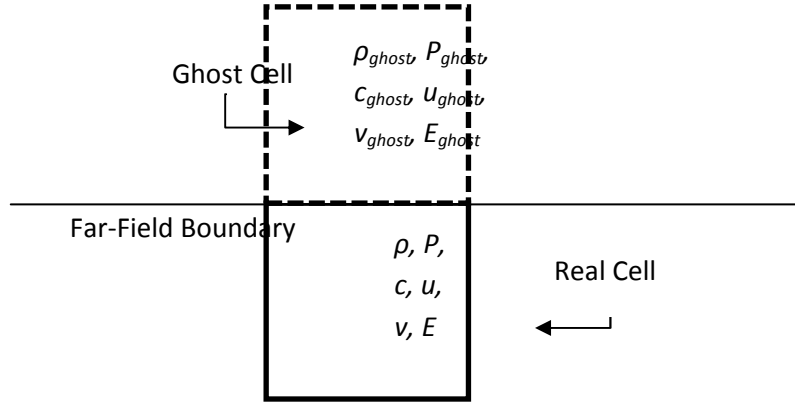 Ghost Cell
ρghost, Pghost,
cghost, ughost,
vghost, Eghost
Far-Field Boundary
ρ, P,
c, u,
v, E
Real Cell